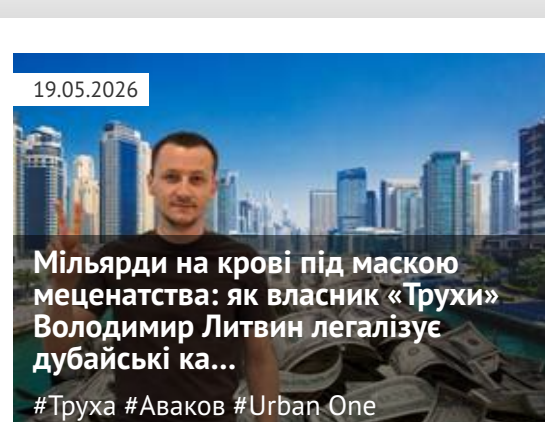 19.05.2026
Мільярди на крові під маскою
меценатства: як власник «Трухи»
Володимир Литвин легалізує
дубайські ка...
#Труха #Аваков #Urban One